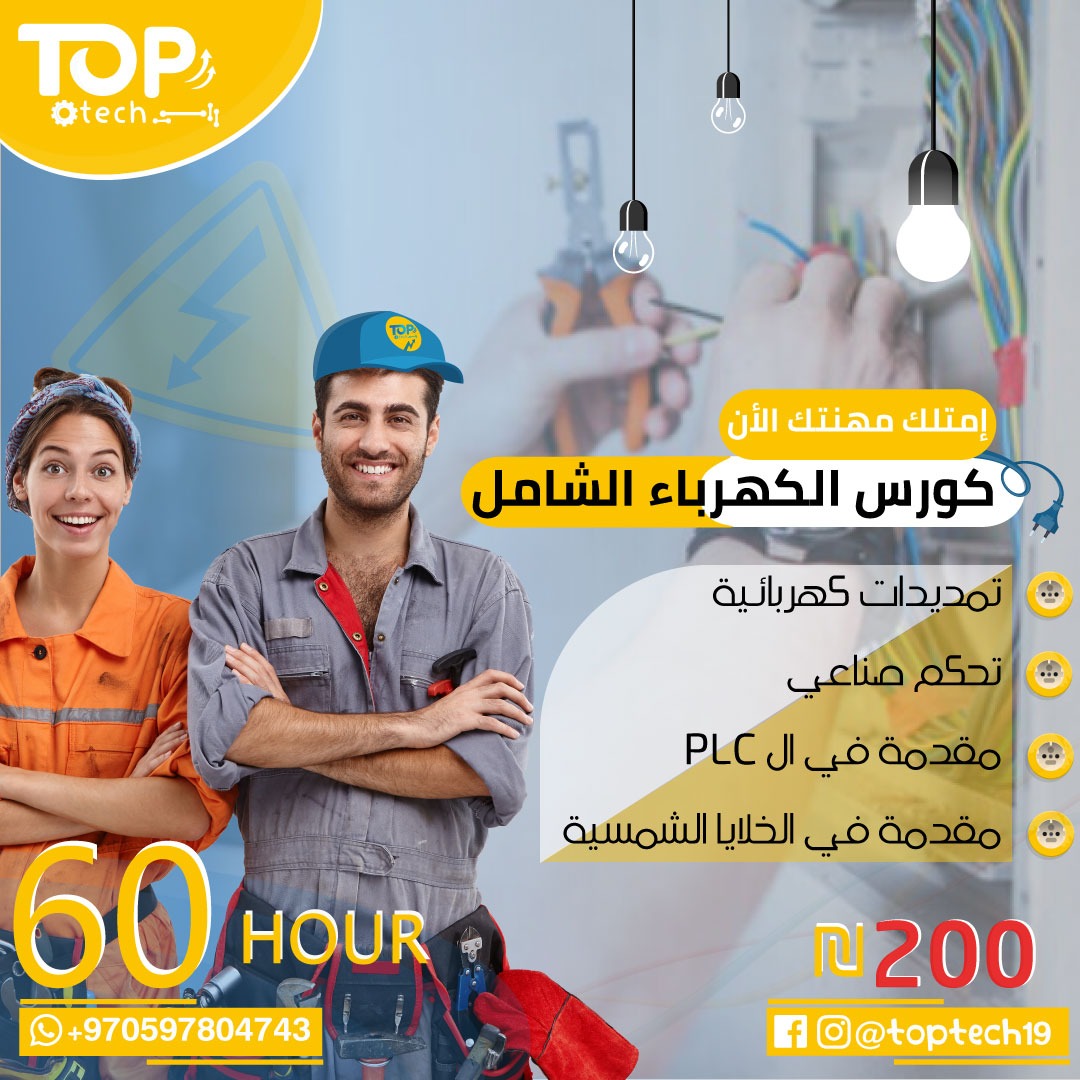 TOP
tech
TOP
إمتلك مهنتك الأن
كورس الكهرباء الشامل
تمديدات كهربائية
تحكم صناعي
مقدمة في ال PLC
مقدمة في الخلايا الشمسية
60 HOUR
₪200
+970597804743
@toptech19